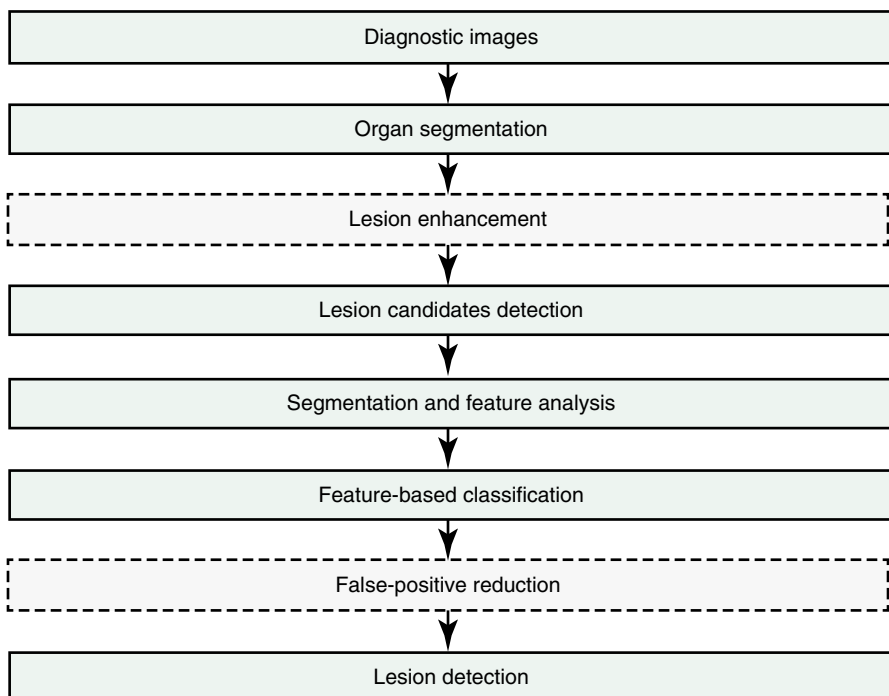 Diagnostic images
Organ segmentation
Lesion enhancement
Lesion candidates detection
Segmentation and feature analysis
Feature-based classification
False-positive reduction
Lesion detection